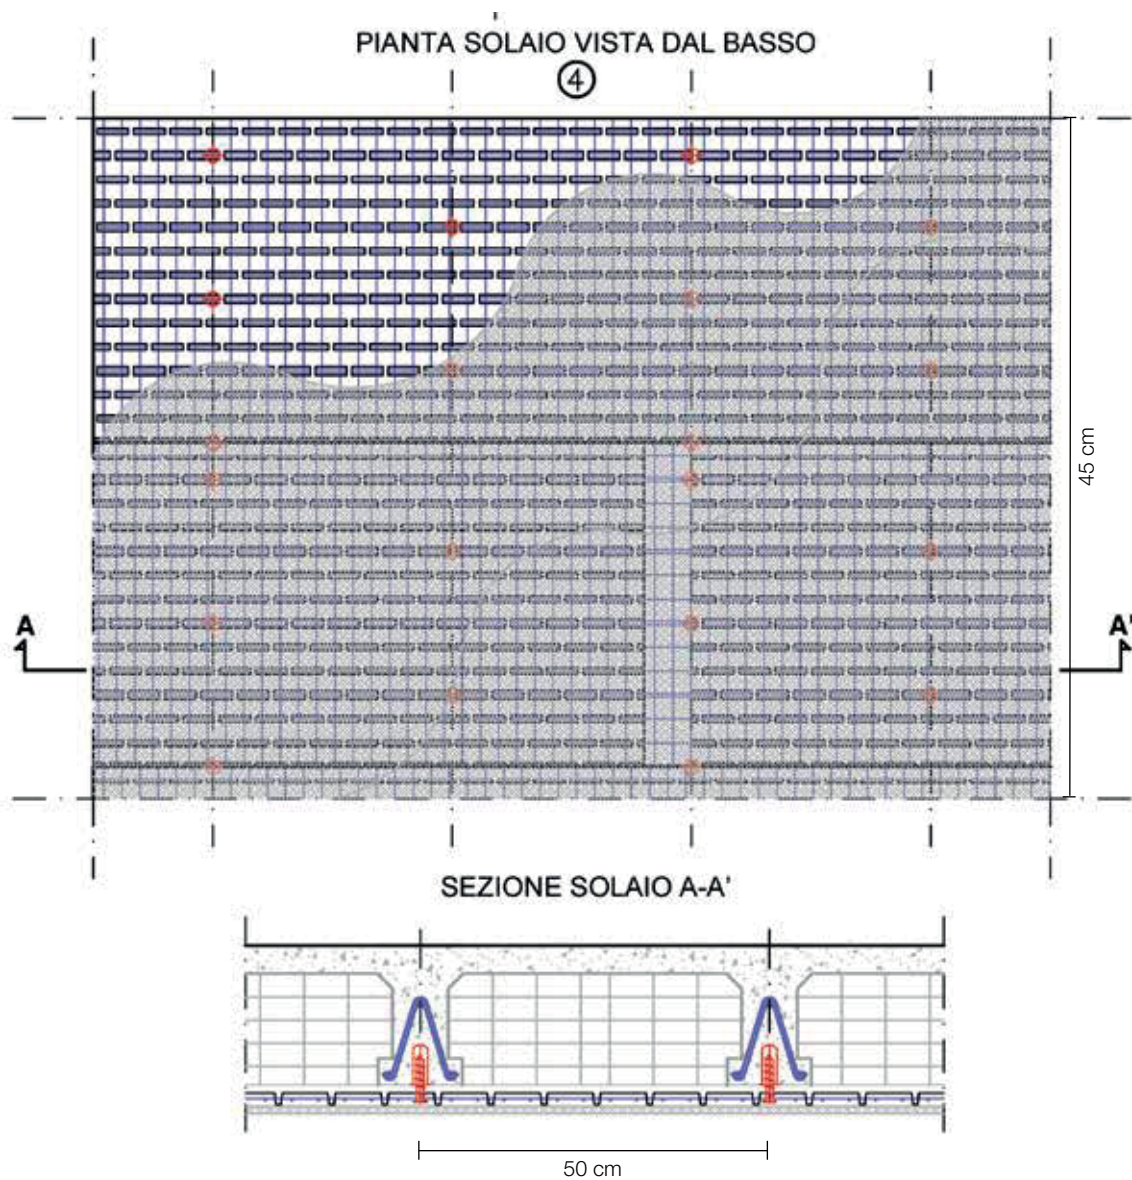 PIANTA SOLAIO VISTA DAL BASSO
4
45 cm
A
A'
SEZIONE SOLAIO A-A'
50 cm